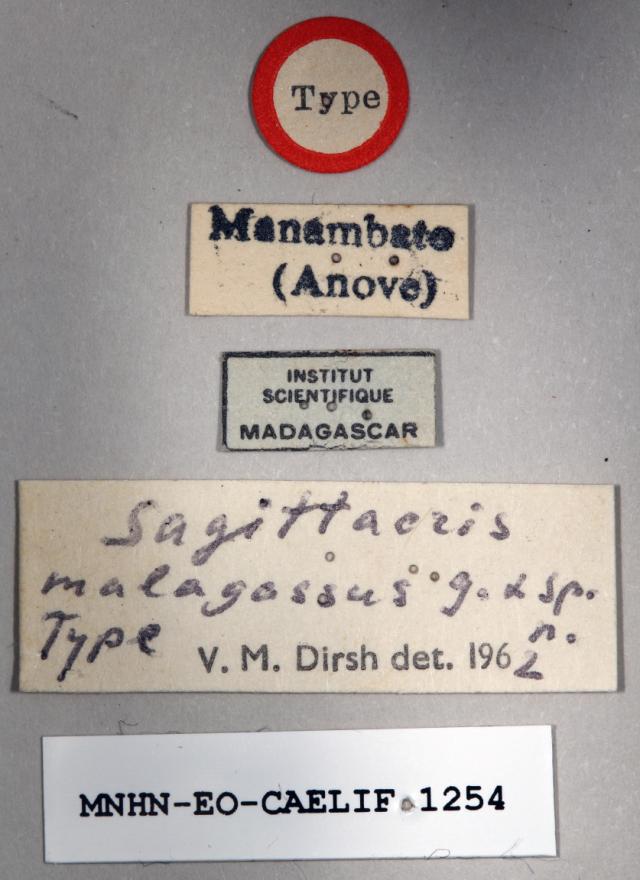 Type
Manambato
(Anove)
INSTITUT
SCIENTIFIQUE
MADAGASCAR
Sagittacris
malagassus g. & sp.
Type V. M. Dirsh det. 1962 n.
MNHN-EO-CAELIF 1254